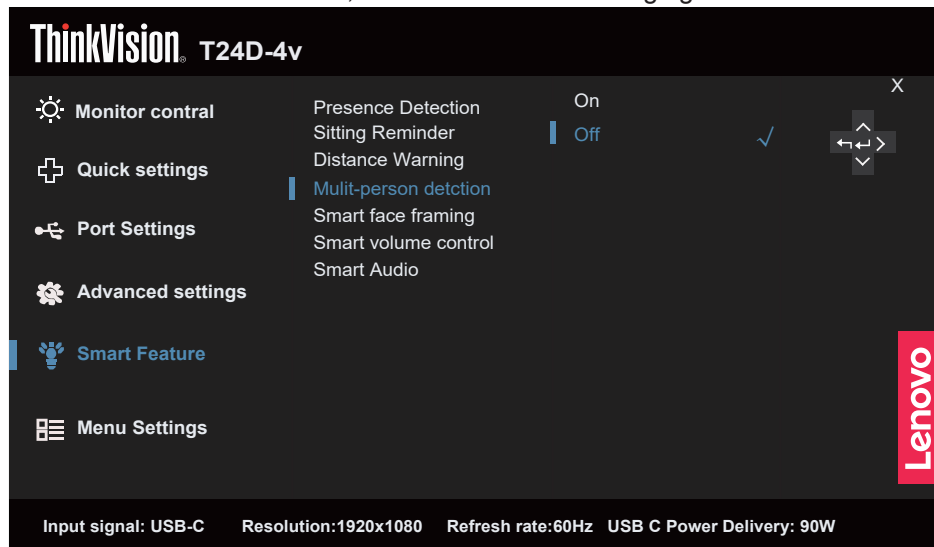 ThinkVision® T24D-4v
X
Monitor contral
Quick settings
Port Settings
Advanced settings
Smart Feature
Menu Settings
Presence Detection
Sitting Reminder
Distance Warning
Mulit-person detction
Smart face framing
Smart volume control
Smart Audio
On
Off
Lenovo
Input signal: USB-C Resolution:1920x1080 Refresh rate:60Hz USB C Power Delivery: 90W